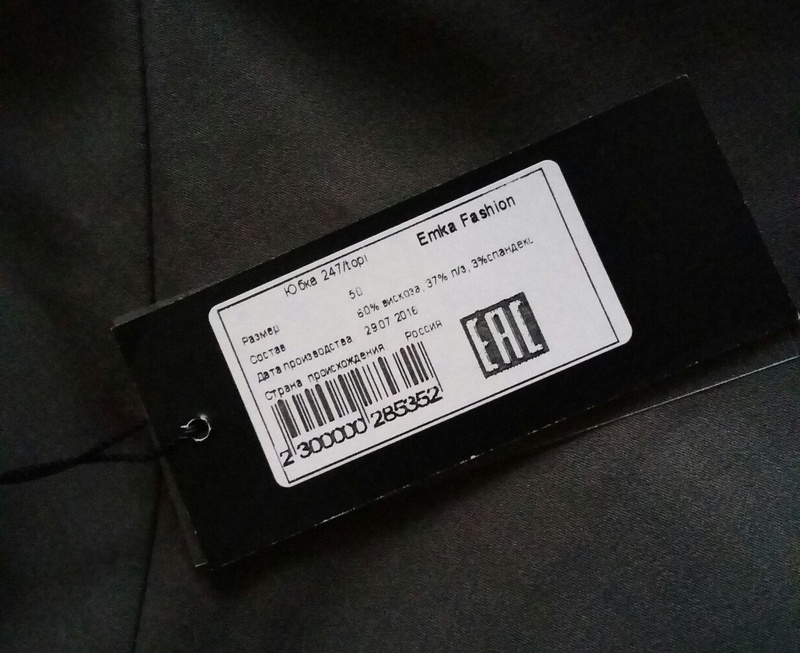 Emka Fashion
Юбка 247/topi
Размер 50
Состав 60% вискоза, 37% п/э, 3%спандекс
Дата производства 29.07.2016
Страна происхождения Россия
2 300000 285352
EAC